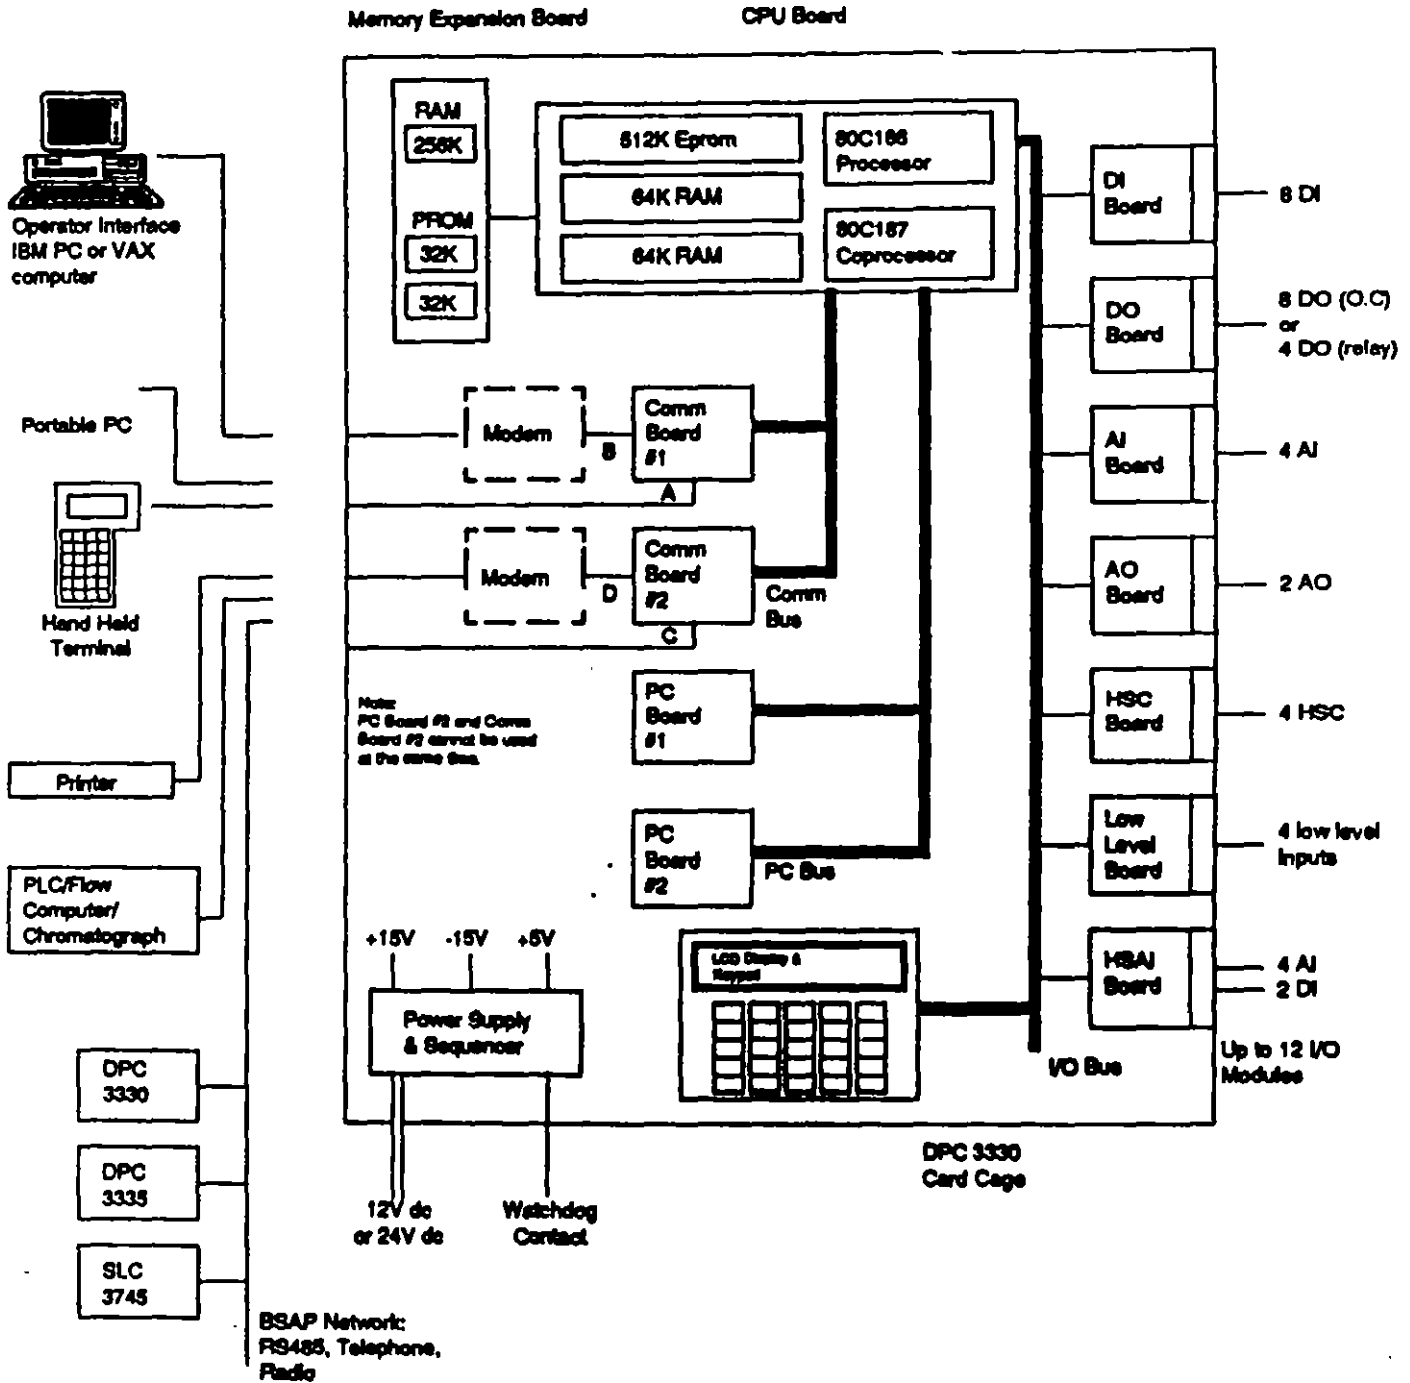 Memory Expansion Board
CPU Board
RAM
256K
PROM
32K
32K
512K Eprom
64K RAM
64K RAM
80C186
Processor
80C187
Coprocessor
Operator Interface
IBM PC or VAX
computer
Portable PC
Hand Held
Terminal
Printer
PLC/Flow
Computer/
Chromatograph
DPC
3330
DPC
3335
SLC
3745
BSAP Network:
RS485, Telephone,
Radio
Modem
B
Comm
Board
#1
A
Modem
D
Comm
Board
#2
C
Comm
Bus
Note:
PC Board #2 and Comm
Board #2 cannot be used
at the same time.
PC
Board
#1
PC
Board
#2
PC Bus
+15V
-15V
+5V
Power Supply
& Sequencer
12V dc
or 24V dc
Watchdog
Contact
LCD Display &
Keypad
I/O Bus
DI
Board
8 DI
DO
Board
8 DO (O.C)
or
4 DO (relay)
AI
Board
4 AI
AO
Board
2 AO
HSC
Board
4 HSC
Low
Level
Board
4 low level
Inputs
HSAI
Board
4 AI
2 DI
Up to 12 I/O
Modules
DPC 3330
Card Cage